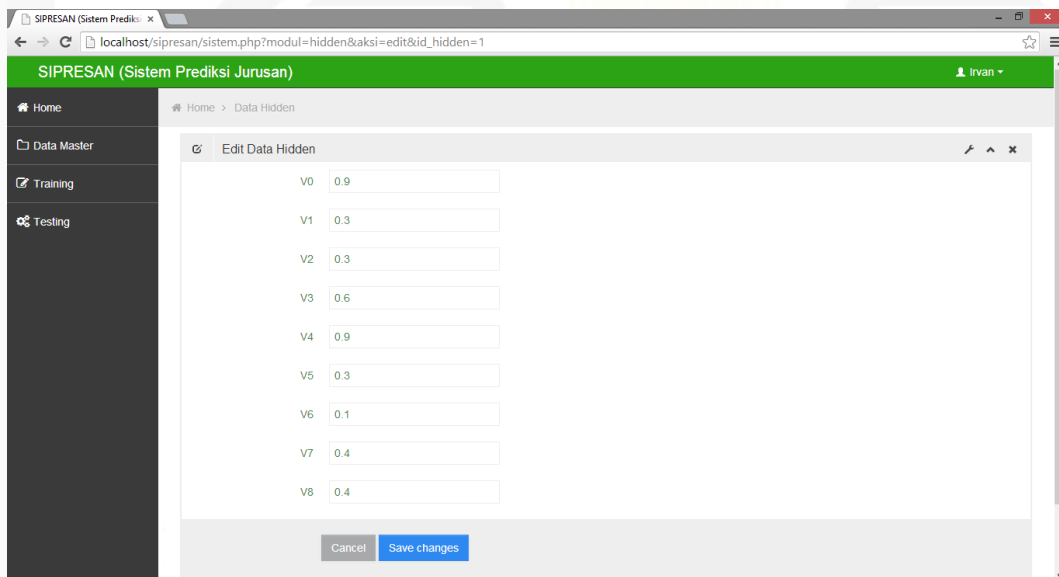 SIPRESAN (Sistem Prediksi
localhost/sipresan/sistem.php?modul=hidden&aksi=edit&id_hidden=1
SIPRESAN (Sistem Prediksi Jurusan)
Irvan
Home
Data Master
Training
Testing
Home > Data Hidden
Edit Data Hidden
V0 0.9
V1 0.3
V2 0.3
V3 0.6
V4 0.9
V5 0.3
V6 0.1
V7 0.4
V8 0.4
Cancel Save changes